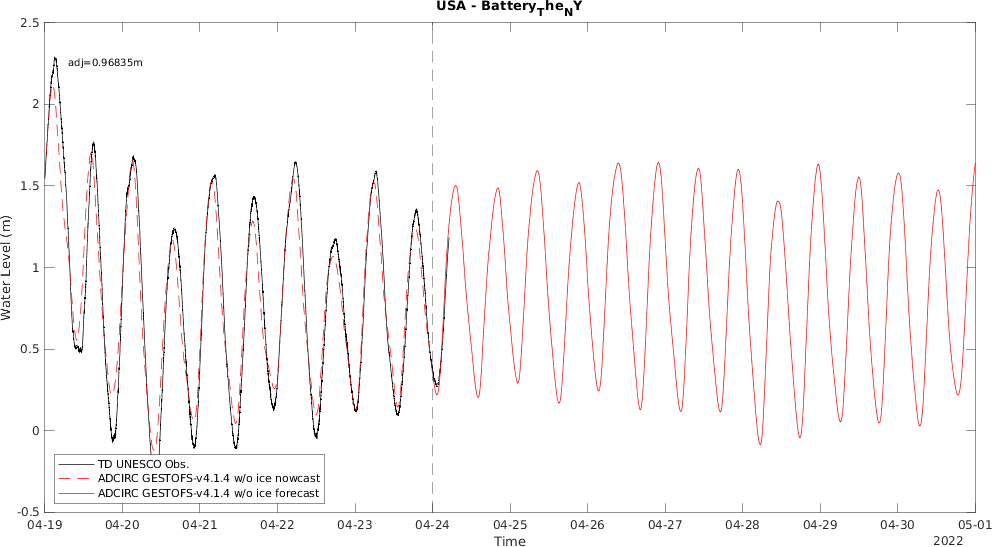 USA - BatteryTheNY
2.5
adj=0.96835m
2
1.5
1
0.5
0
-0.5
Water Level (m)
TD UNESCO Obs.
ADCIRC GESTOFS-v4.1.4 w/o ice nowcast
ADCIRC GESTOFS-v4.1.4 w/o ice forecast
04-19 04-20 04-21 04-22 04-23 04-24 04-25 04-26 04-27 04-28 04-29 04-30 05-01
Time
2022